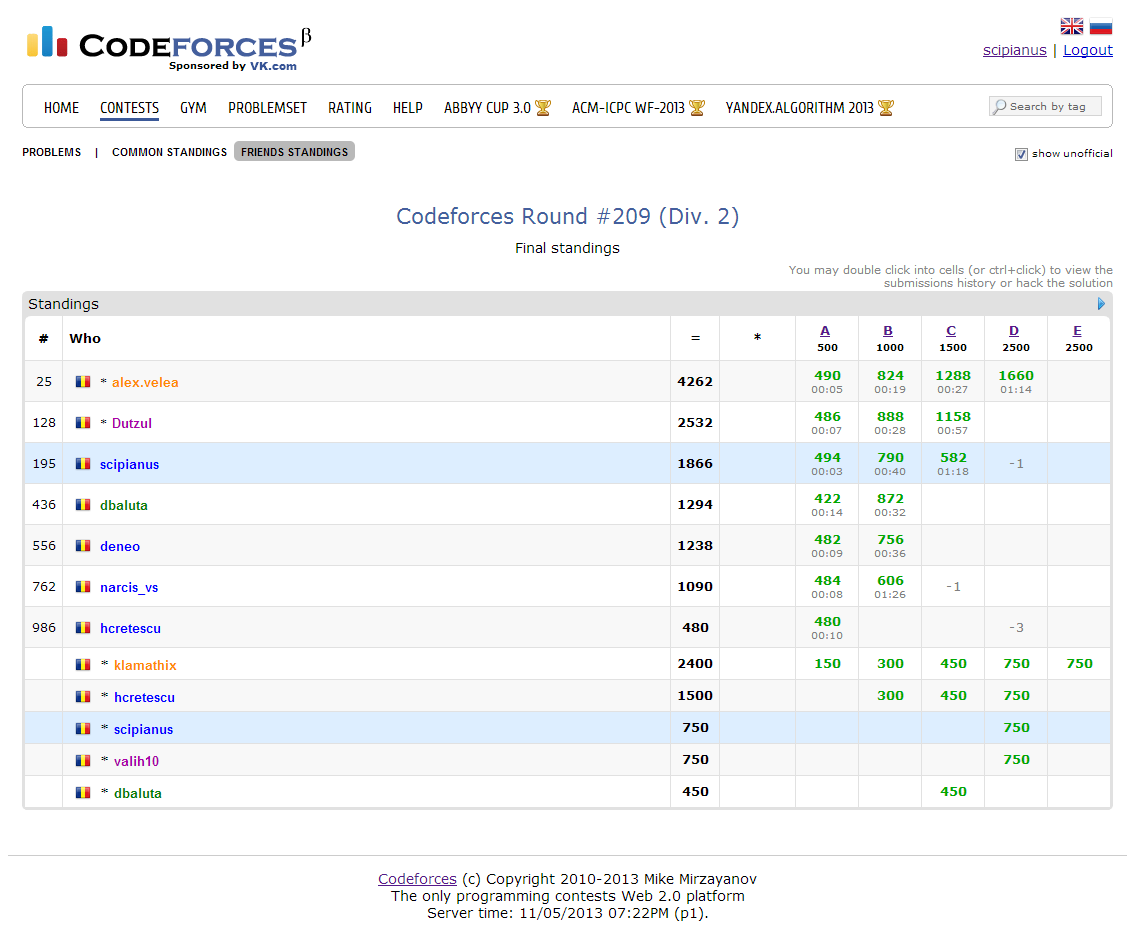 CODEFORCES β
Sponsored by VK.com
scipianus | Logout
HOME CONTESTS GYM PROBLEMSET RATING HELP ABBYY CUP 3.0 ACM-ICPC WF-2013 YANDEX.ALGORITHM 2013 Search by tag
PROBLEMS | COMMON STANDINGS FRIENDS STANDINGS show unofficial
Codeforces Round #209 (Div. 2)
Final standings
You may double click into cells (or ctrl+click) to view the
submissions history or hack the solution
Standings
# Who = * A B C D E
500 1000 1500 2500 2500
25 * alex.velea 4262 490 824 1288 1660
00:05 00:19 00:27 01:14
128 * Dutzul 2532 486 888 1158
00:07 00:28 00:57
195 scipianus 1866 494 790 582 -1
00:03 00:40 01:18
436 dbaluta 1294 422 872
00:14 00:32
556 deneo 1238 482 756
00:09 00:36
762 narcis_vs 1090 484 606 -1
00:08 01:26
986 hcretescu 480 480 -3
00:10
* klamathix 2400 150 300 450 750 750
* hcretescu 1500 300 450 750
* scipianus 750 750
* valih10 750 750
* dbaluta 450 450
Codeforces (c) Copyright 2010-2013 Mike Mirzayanov
The only programming contests Web 2.0 platform
Server time: 11/05/2013 07:22PM (p1).